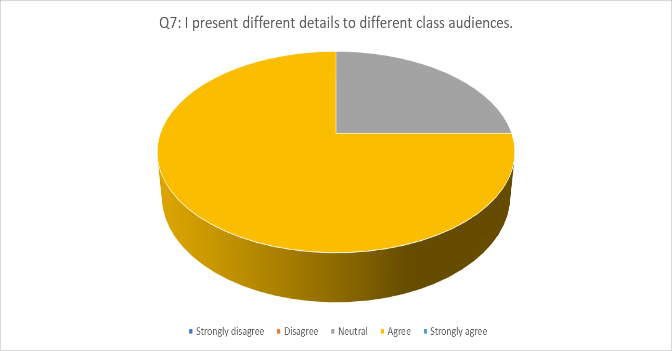 Q7: I present different details to different class audiences.
Strongly disagree Disagree Neutral Agree Strongly agree